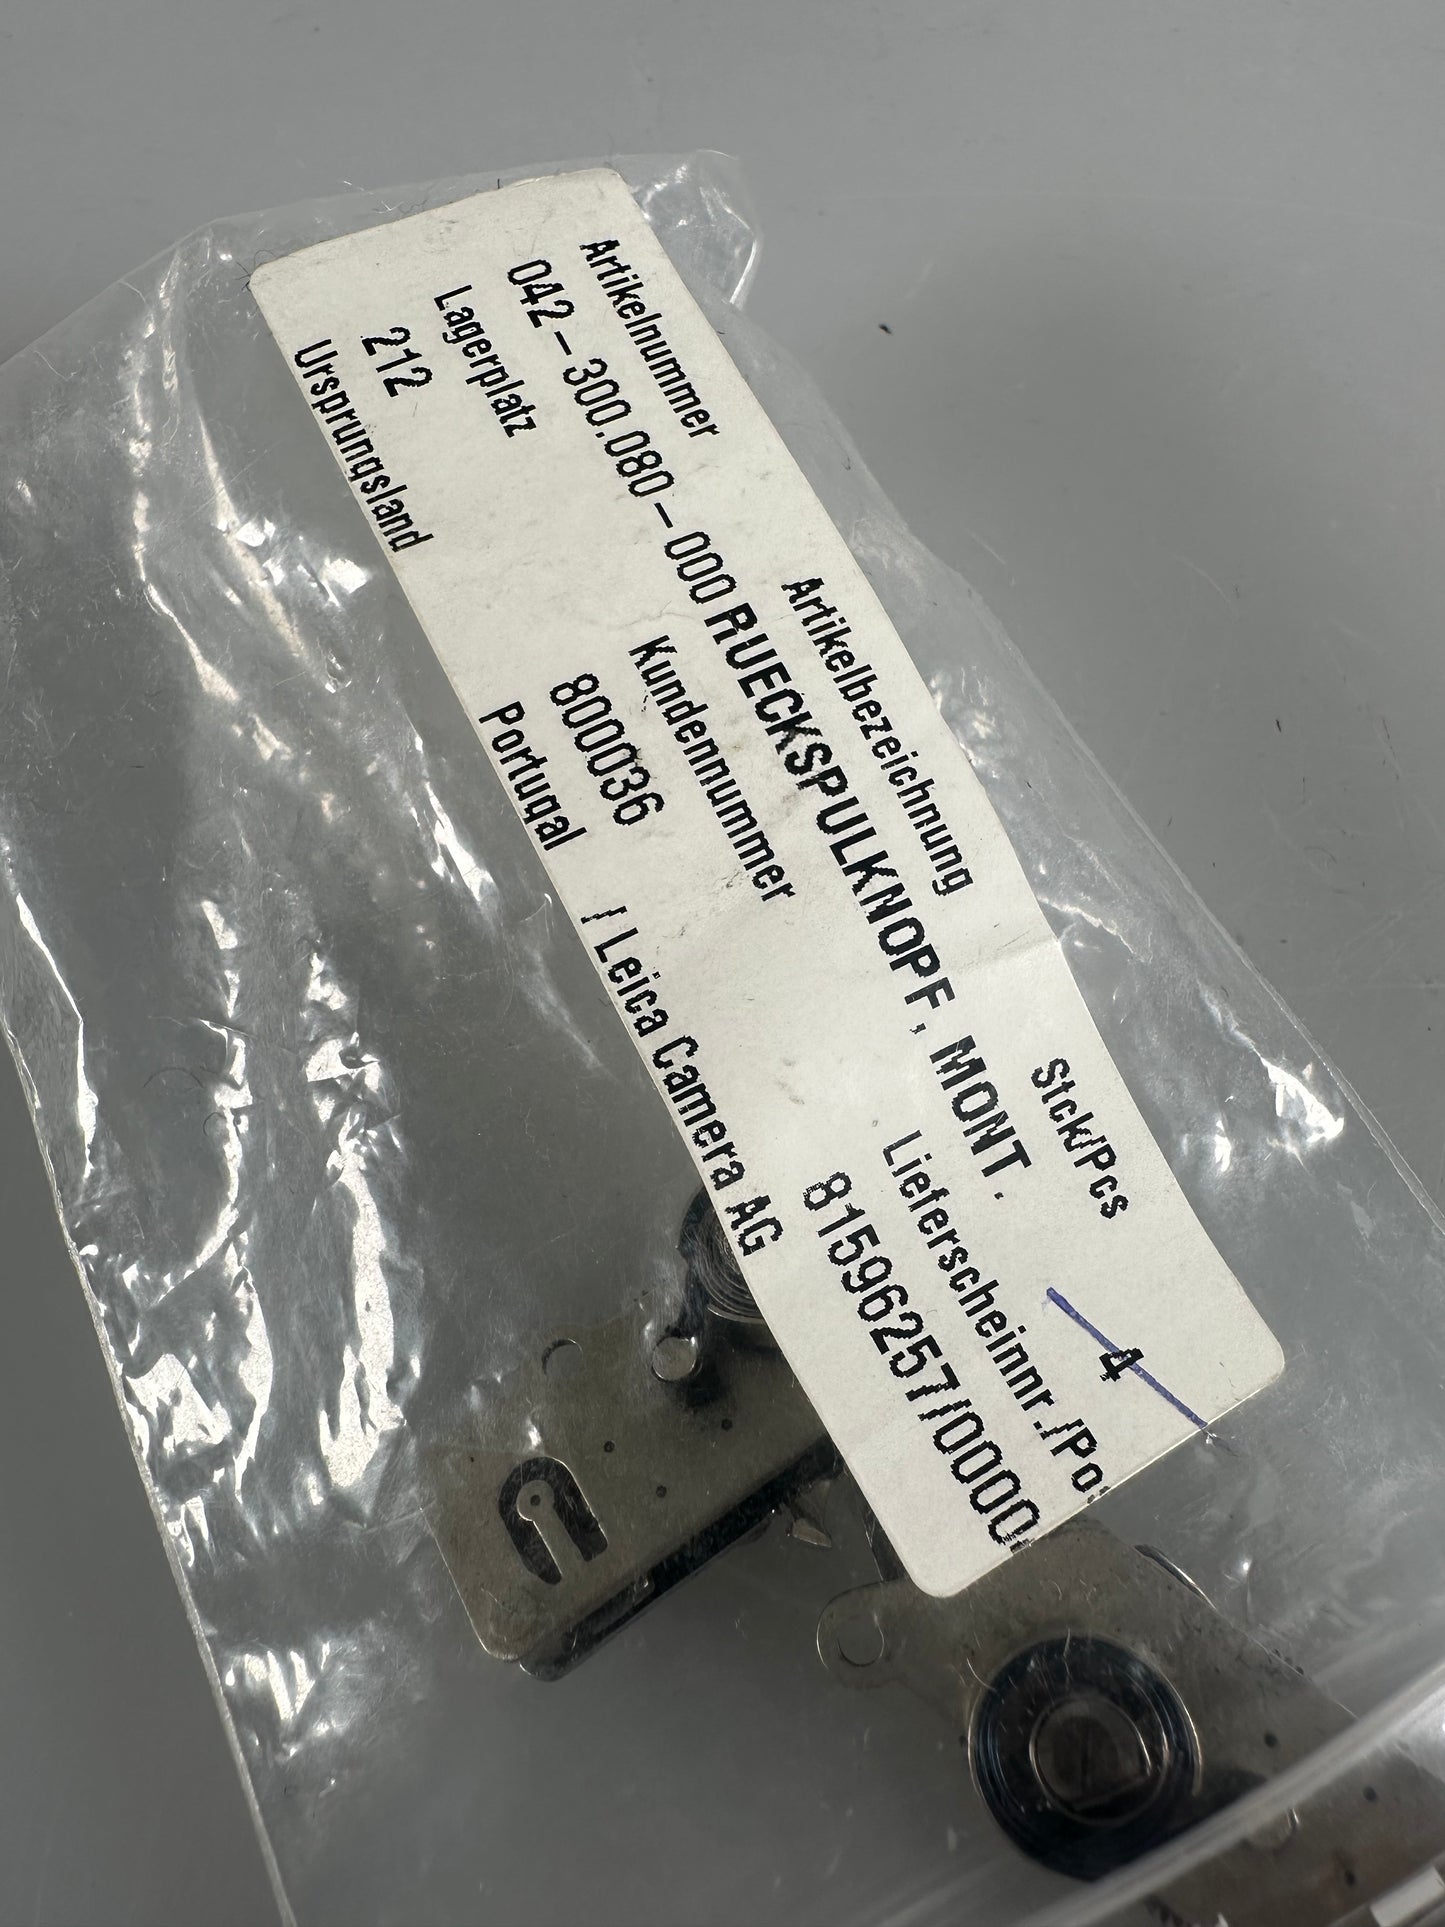 Artikelnummer Artikelbezeichnung Stck/Pcs
042-300.080-000 RUECKSPULKNOPF, MONT. 4
Lagerplatz Kundennummer Lieferscheinnr./Po
212 800036 81596257/0000
Ursprungsland Portugal / Leica Camera AG